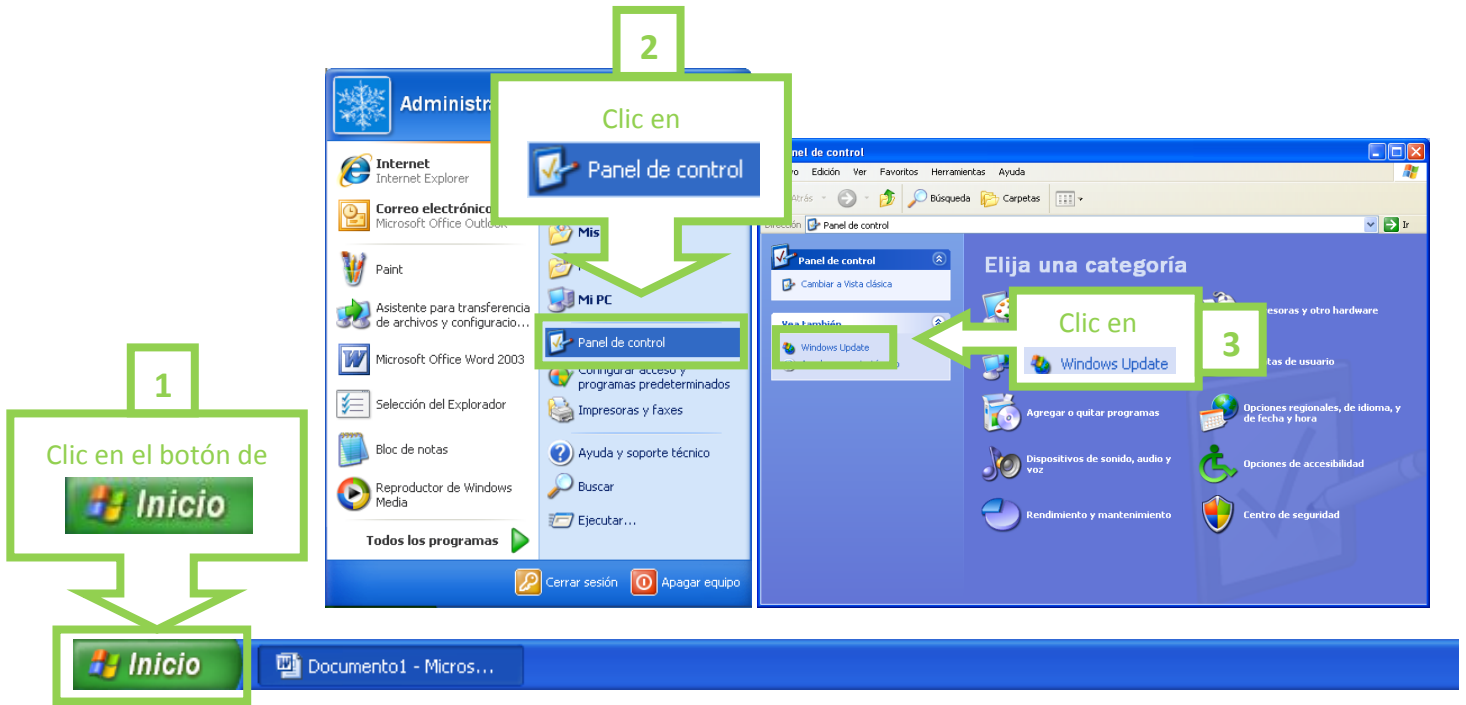 1
Clic en el botón de
Inicio
Inicio
Documento1 - Micros...
2
Clic en
Panel de control
Internet
Internet Explorer
Correo electrónico
Microsoft Office
Paint
Asistente para transferencia
de archivos y configuracio...
Microsoft Office Word 2003
Selección del Explorador
Bloc de notas
Reproductor de Windows
Media
Todos los programas
Mis
Mi PC
Panel de control
Configurar acceso y
programas predeterminados
Impresoras y faxes
Ayuda y soporte técnico
Buscar
Ejecutar...
Cerrar sesión
Apagar equipo
de control
Edición Ver Favoritos Herramientas Ayuda
Atrás
Búsqueda
Carpetas
Dirección
Panel de control
Ir
Panel de control
Cambiar a Vista clásica
Vea también
Windows Update
Elija una categoría
3
Clic en
Windows Update
y otro hardware
de usuario
Agregar o quitar programas
Opciones regionales, de idioma, y
de fecha y hora
Dispositivos de sonido, audio y
voz
Opciones de accesibilidad
Rendimiento y mantenimiento
Centro de seguridad